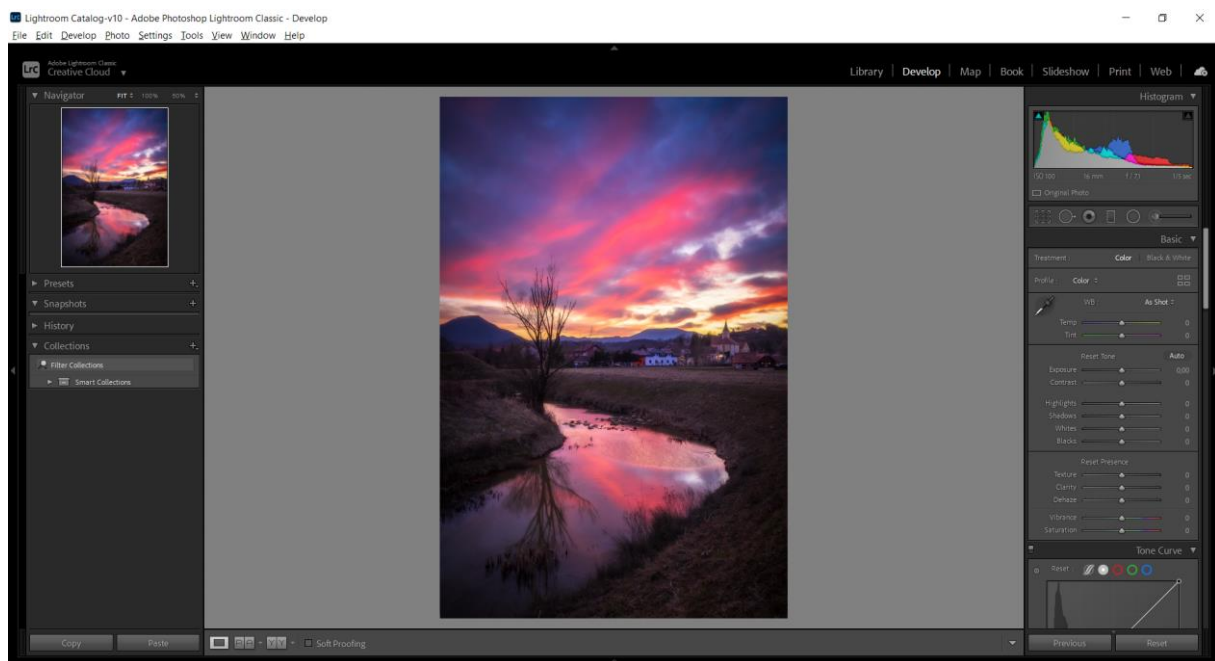 Lightroom Catalog-v10 - Adobe Photoshop Lightroom Classic - Develop
File Edit Develop Photo Settings Tools View Window Help
Lrc
Adobe Lightroom Classic
Creative Cloud
Library | Develop | Map | Book | Slideshow | Print | Web
Navigator FIT 100% 50%
Presets
Snapshots
History
Collections
Filter Collections
Smart Collections
Copy Paste
Soft Proofing
Histogram
ISO 100 16 mm
Original Photo
Basic
Treatment : Color Black & White
Profile : Color
WB : As Shot
Temp 0
Tint 0
Reset Tone Auto
Exposure 0,00
Contrast 0
Highlights 0
Shadows 0
Whites 0
Blacks 0
Reset Presence
Texture 0
Clarity 0
Dehaze 0
Vibrance 0
Saturation 0
Tone Curve
Reset :
Previous Reset